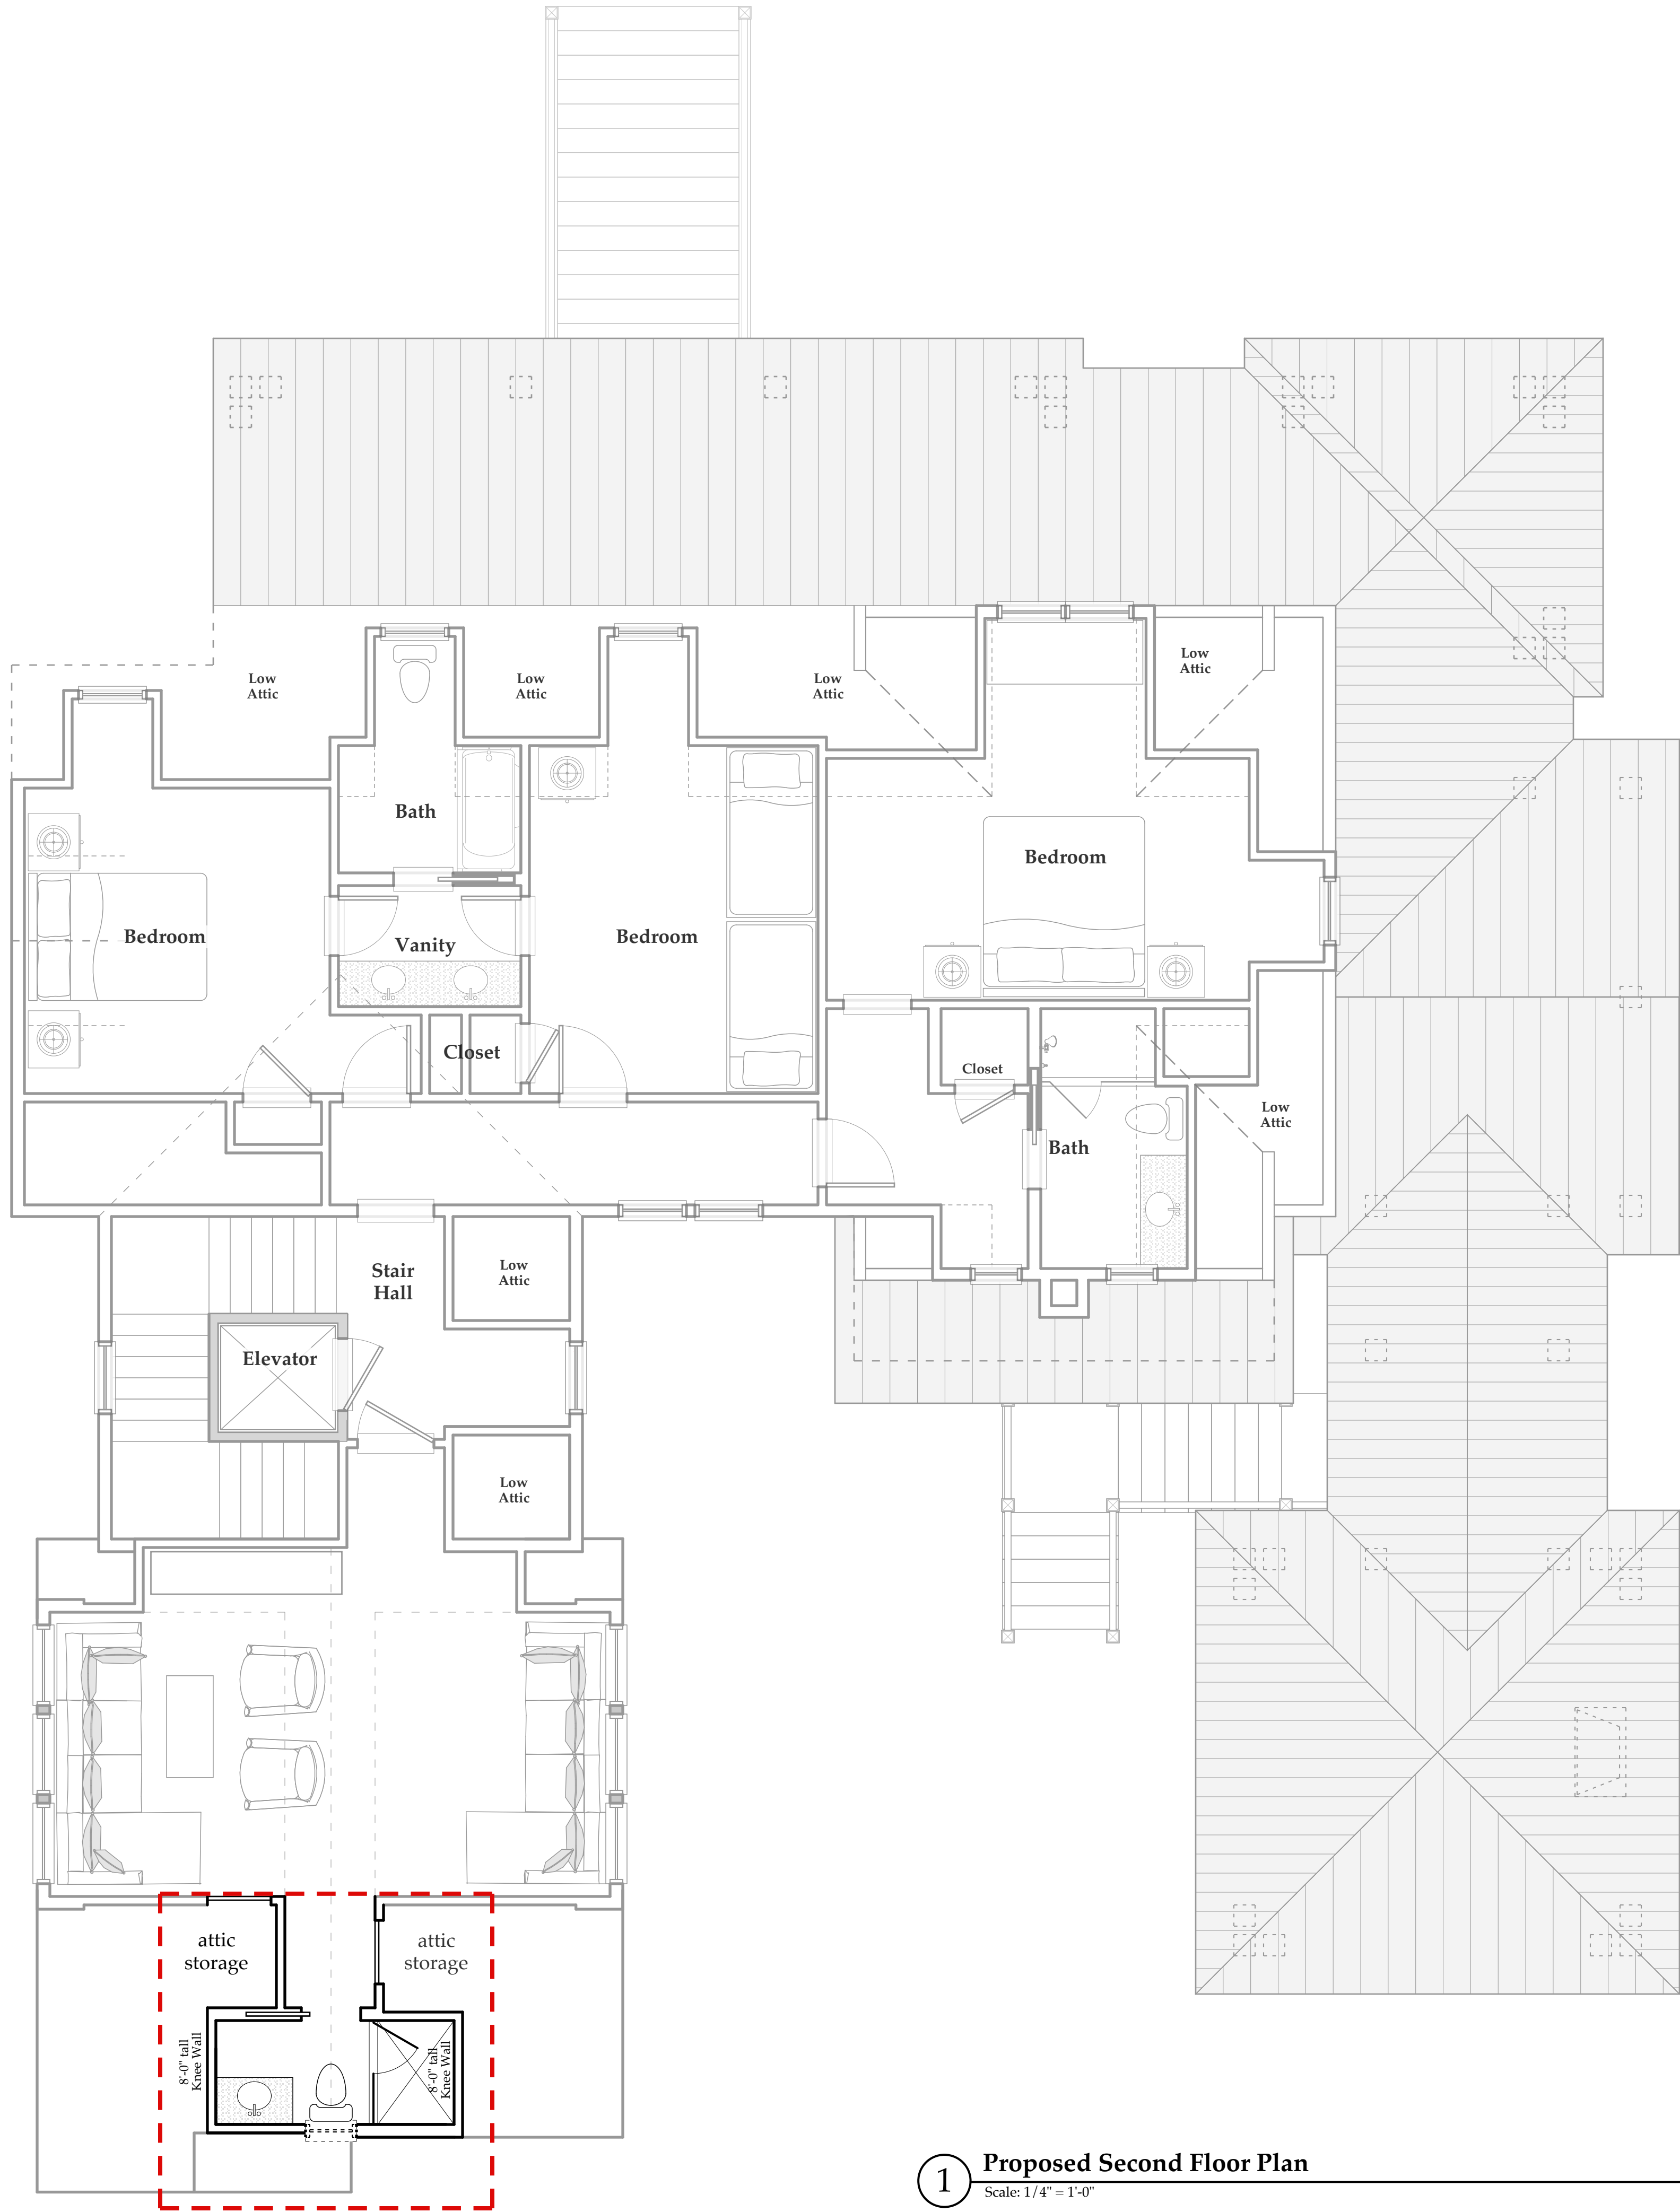 Low
Attic
Low
Attic
Low
Attic
Low
Attic
Bath
Bedroom
Bedroom
Vanity
Bedroom
Closet
Closet
Bath
Low
Attic
Stair
Hall
Low
Attic
Elevator
Low
Attic
attic
storage
attic
storage
8'-0" tall
Knee Wall
8'-0" tall
Knee Wall
1
Proposed Second Floor Plan
Scale: 1/4" = 1'-0"